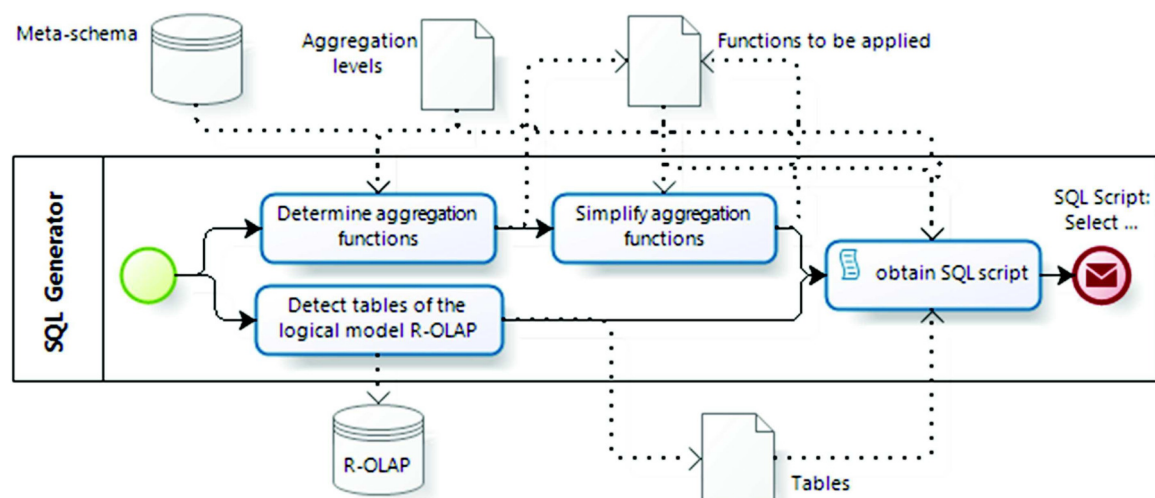 Meta-schema
Aggregation
levels
Functions to be applied
SQL Generator
Determine aggregation
functions
Simplify aggregation
functions
SQL Script:
Select ...
obtain SQL script
Detect tables of the
logical model R-OLAP
R-OLAP
Tables